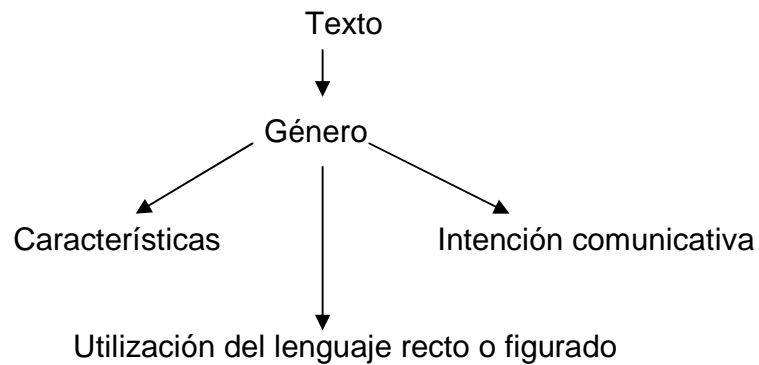 Texto
Género
Características
Intención comunicativa
Utilización del lenguaje recto o figurado